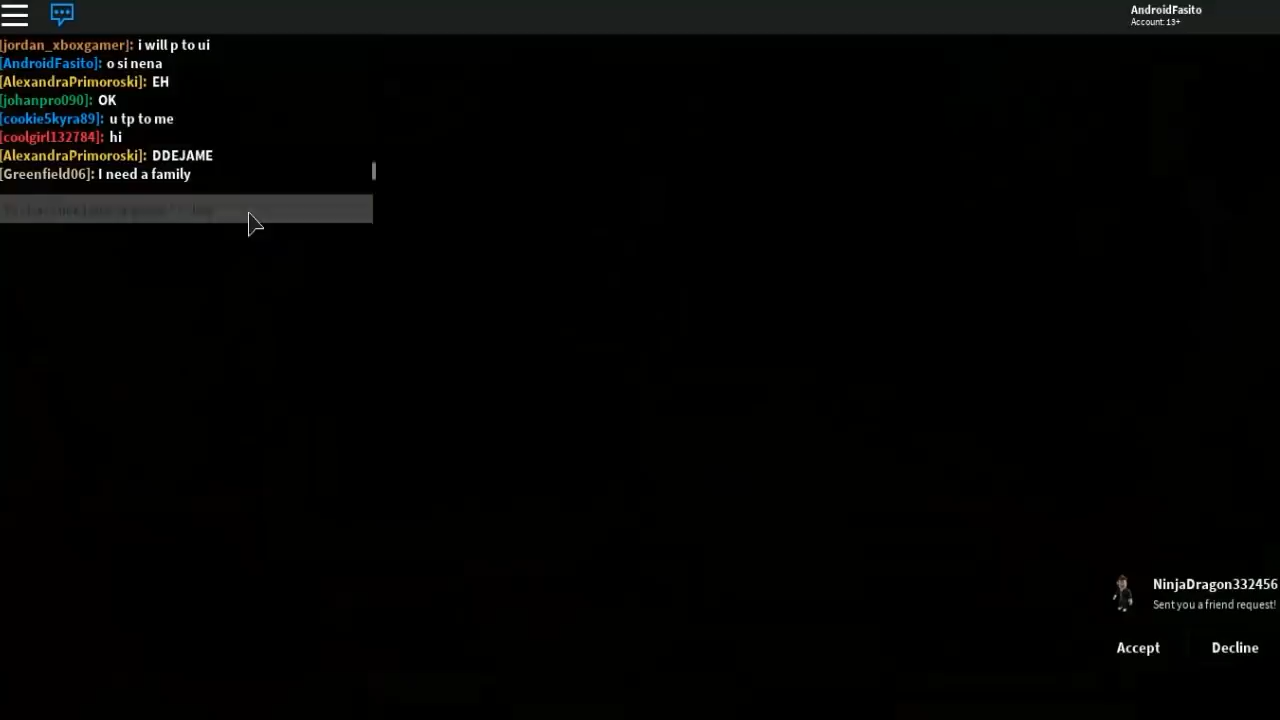 AndroidFasito
Account: 13+
[jordan_xboxgamer]: i will p to ui
[AndroidFasito]: o si nena
[AlexandraPrimoroski]: EH
[johanpro090]: OK
[cookie5kyra89]: u tp to me
[coolgirl132784]: hi
[AlexandraPrimoroski]: DDEJAME
[Greenfield06]: I need a family
NinjaDragon332456
Sent you a friend request!
Accept Decline